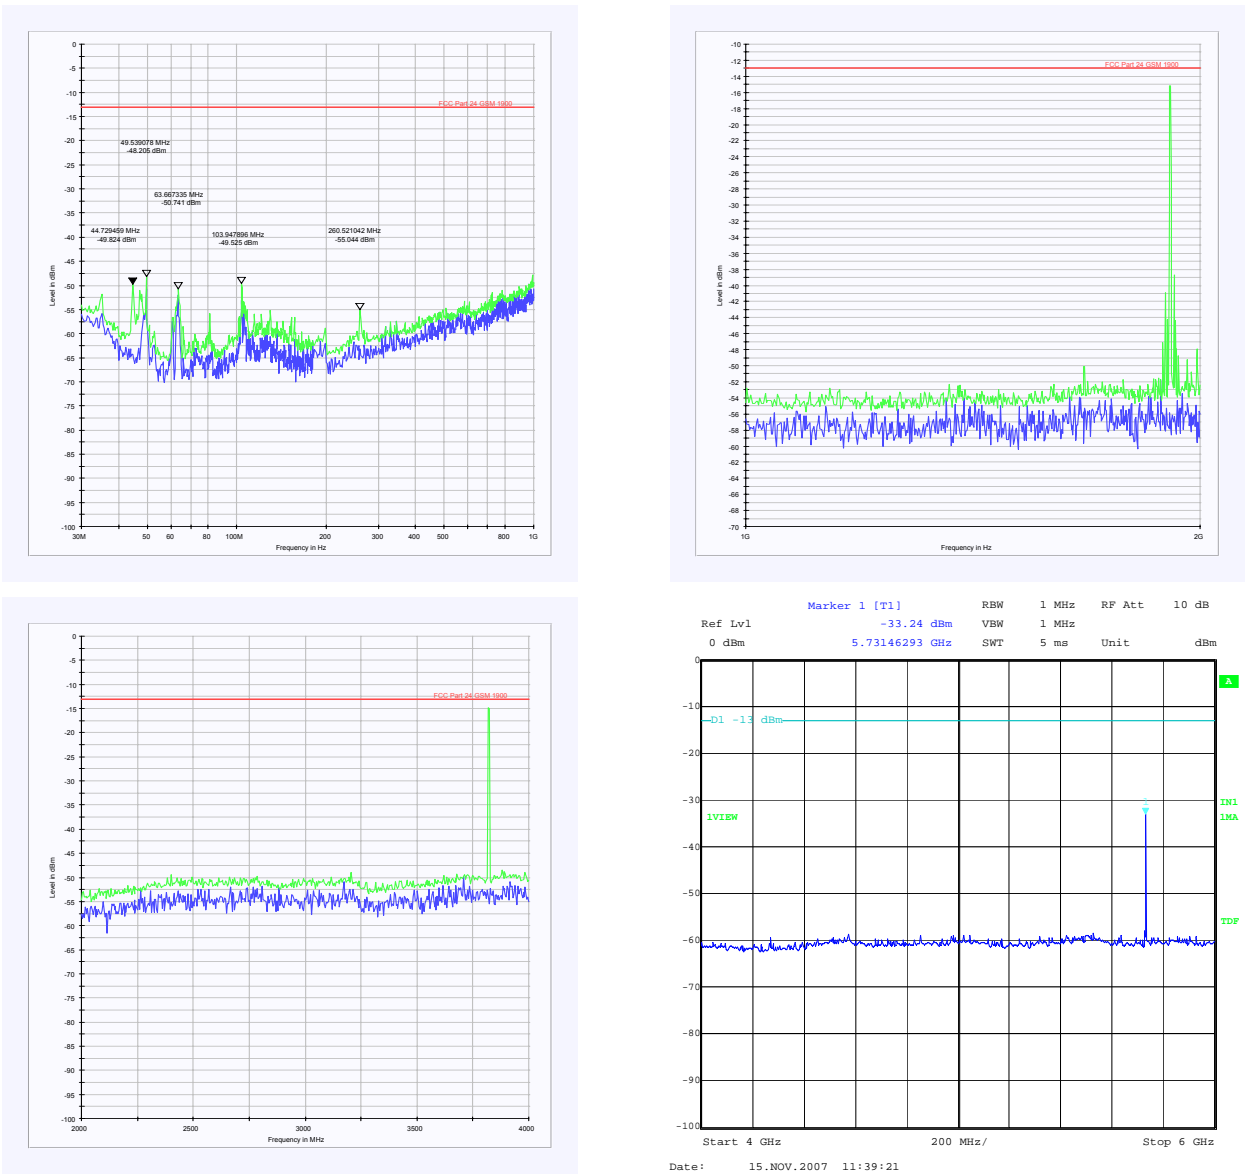 0
-5
-10
-15
-20
-25
-30
-35
-40
-45
-50
-55
-60
-65
-70
-75
-80
-85
-90
-95
-100
Level in dBm
FCC Part 24 GSM 1900
49.539078 MHz
-48.205 dBm
63.667335 MHz
-50.741 dBm
44.729459 MHz
-49.824 dBm
103.947896 MHz
-49.525 dBm
260.521042 MHz
-55.044 dBm
30M 50 60 80 100M 200 300 400 500 800 1G
Frequency in Hz
-10
-12
-14
-16
-18
-20
-22
-24
-26
-28
-30
-32
-34
-36
-38
-40
-42
-44
-46
-48
-50
-52
-54
-56
-58
-60
-62
-64
-66
-68
-70
Level in dBm
FCC Part 24 GSM 1900
1G 2G
Frequency in Hz
0
-5
-10
-15
-20
-25
-30
-35
-40
-45
-50
-55
-60
-65
-70
-75
-80
-85
-90
-95
-100
Level in dBm
FCC Part 24 GSM 1900
2000 2500 3000 3500 4000
Frequency in MHz
Marker 1 [T1] RBW 1 MHz RF Att 10 dB
Ref Lvl -33.24 dBm VBW 1 MHz
0 dBm 5.73146293 GHz SWT 5 ms Unit dBm
0
A
-10
D1 -13 dBm
-20
-30
1
IN1
1VIEW 1MA
-40
-50
TDF
-60
-70
-80
-90
-100
Start 4 GHz 200 MHz/ Stop 6 GHz
Date: 15.NOV.2007 11:39:21